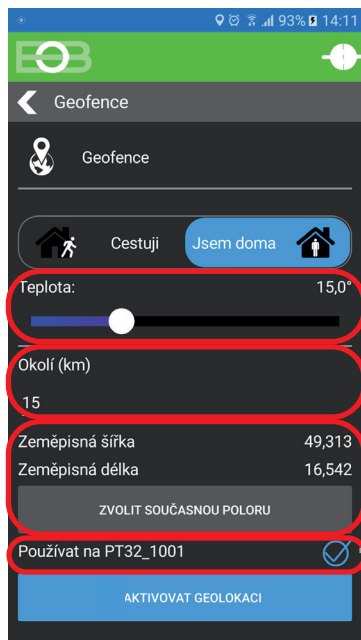 93% 14:11
EOB
Geofence
Geofence
Cestuji Jsem doma
Teplota: 15,0°
Okolí (km)
15
Zeměpisná šířka 49,313
Zeměpisná délka 16,542
ZVOLIT SOUČASNOU POLORU
Používat na PT32_1001
AKTIVOVAT GEOLOKACI